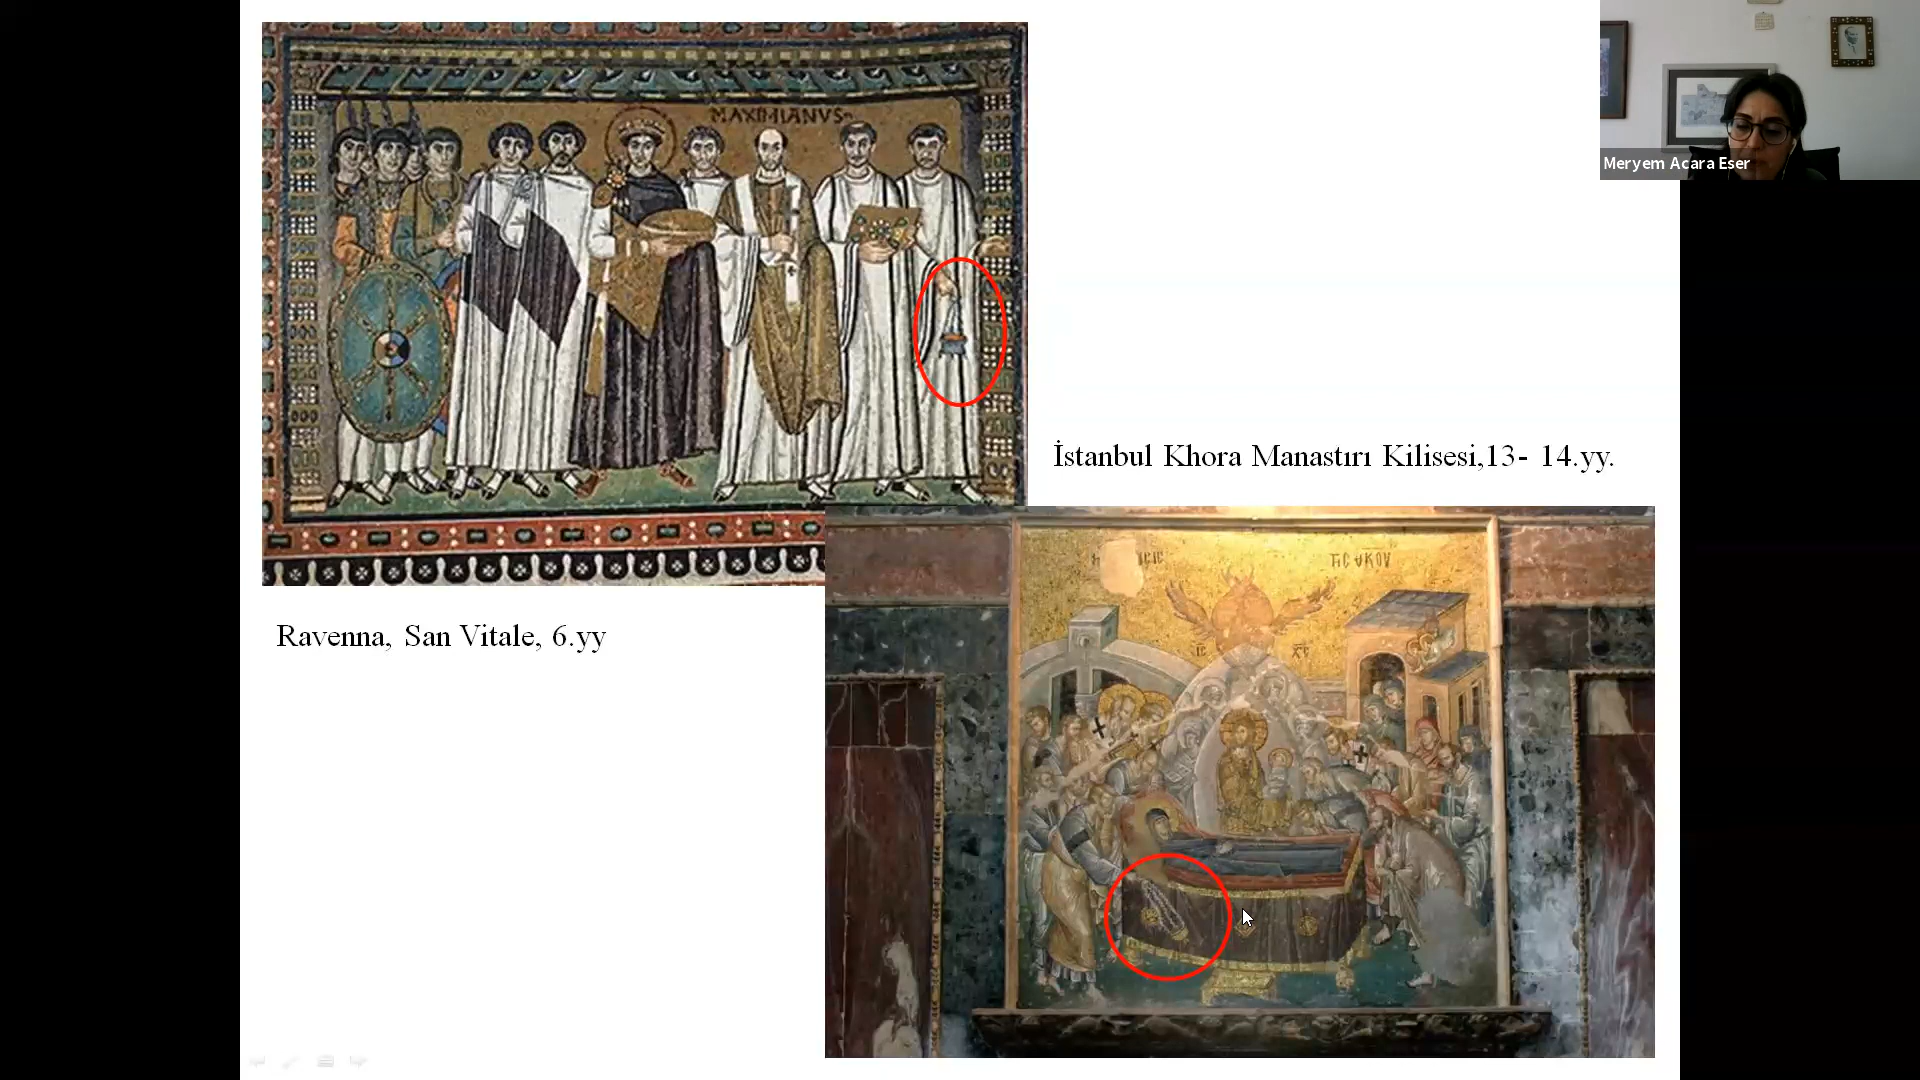 MAXIMIANVS
Meryem Acara Eser
İstanbul Khora Manastırı Kilisesi,13- 14.yy.
Ravenna, San Vitale, 6.yy